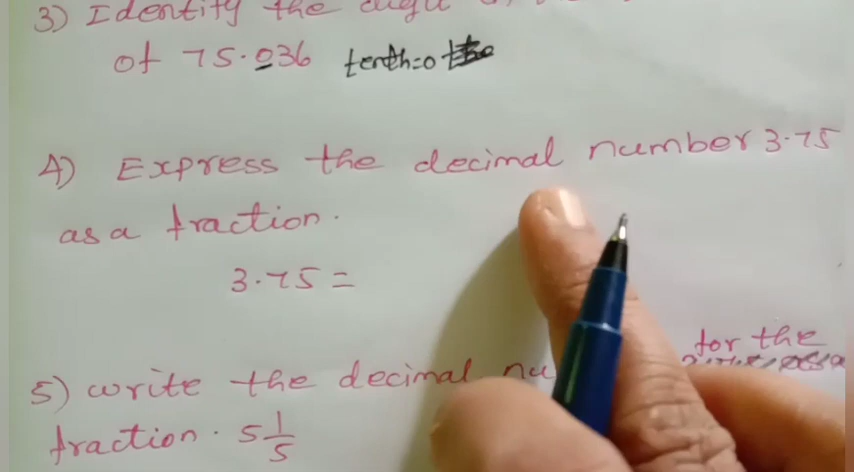 3) Identify the digit
of 75.036 tenth=0
4) Express the decimal number 3.75
as a fraction.
3.75 =
5) write the decimal for the
fraction. 5 1/5